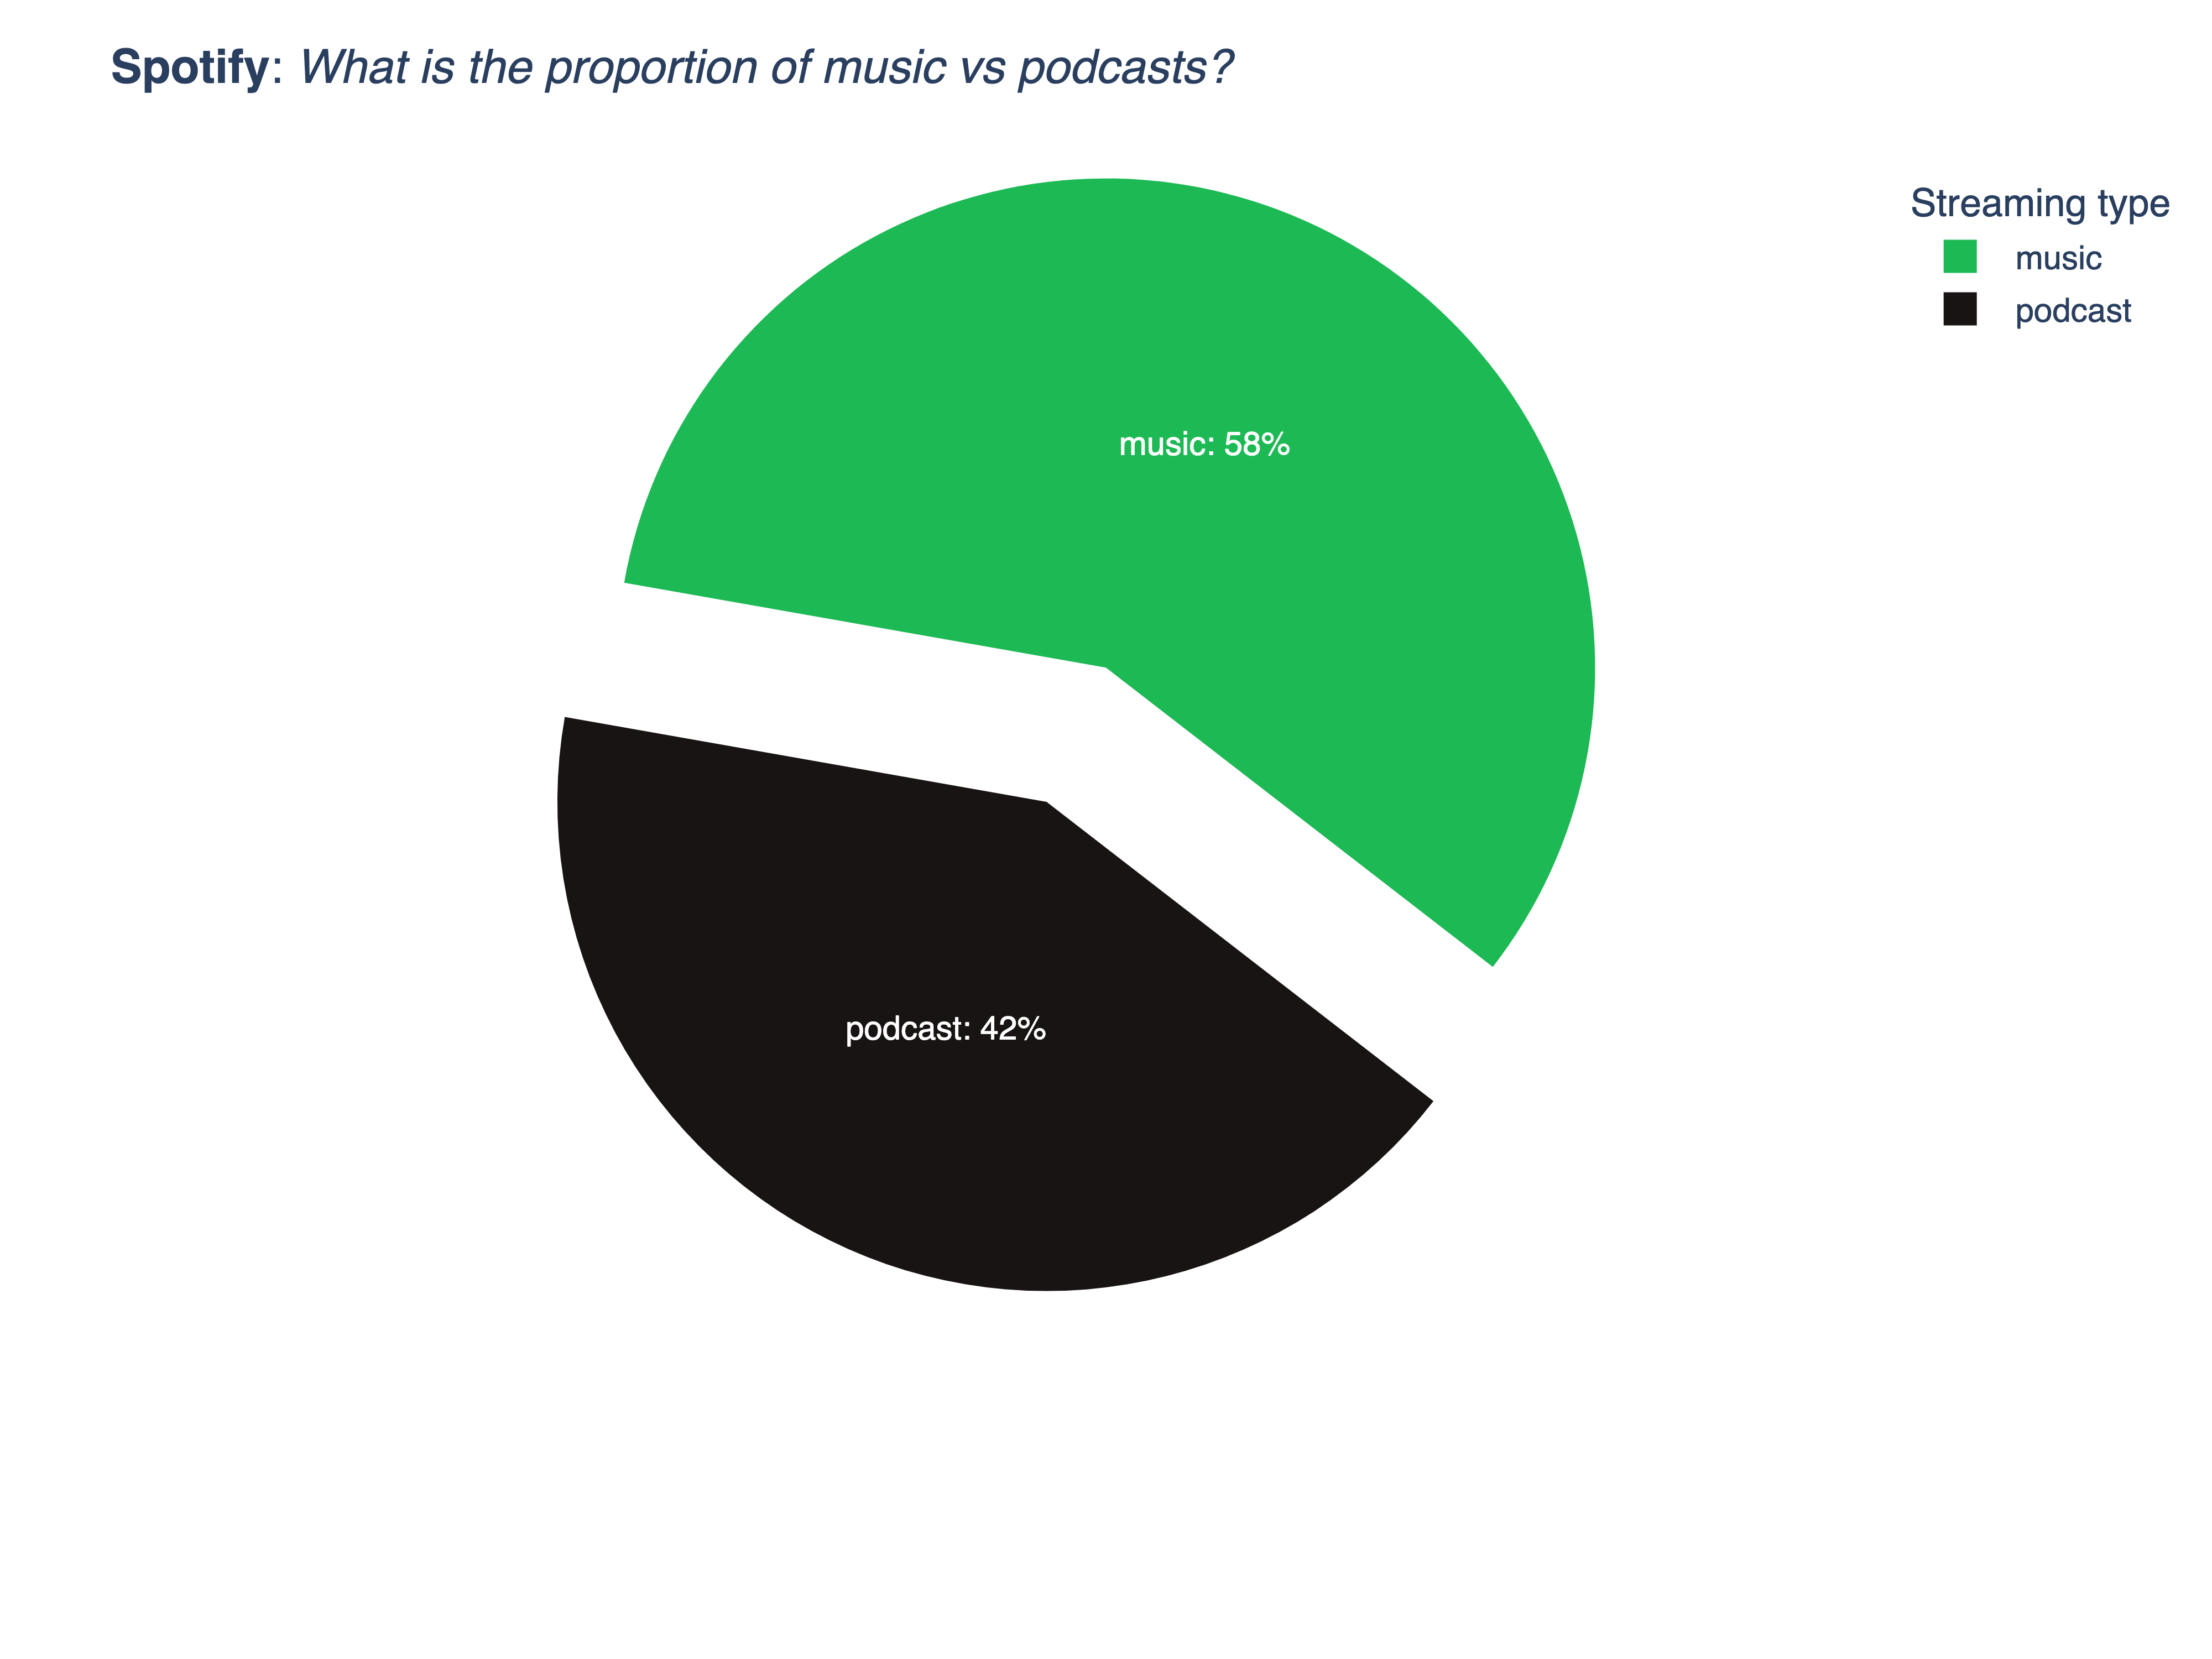 Spotify: What is the proportion of music vs podcasts?
Streaming type
music
podcast
music: 58%
podcast: 42%